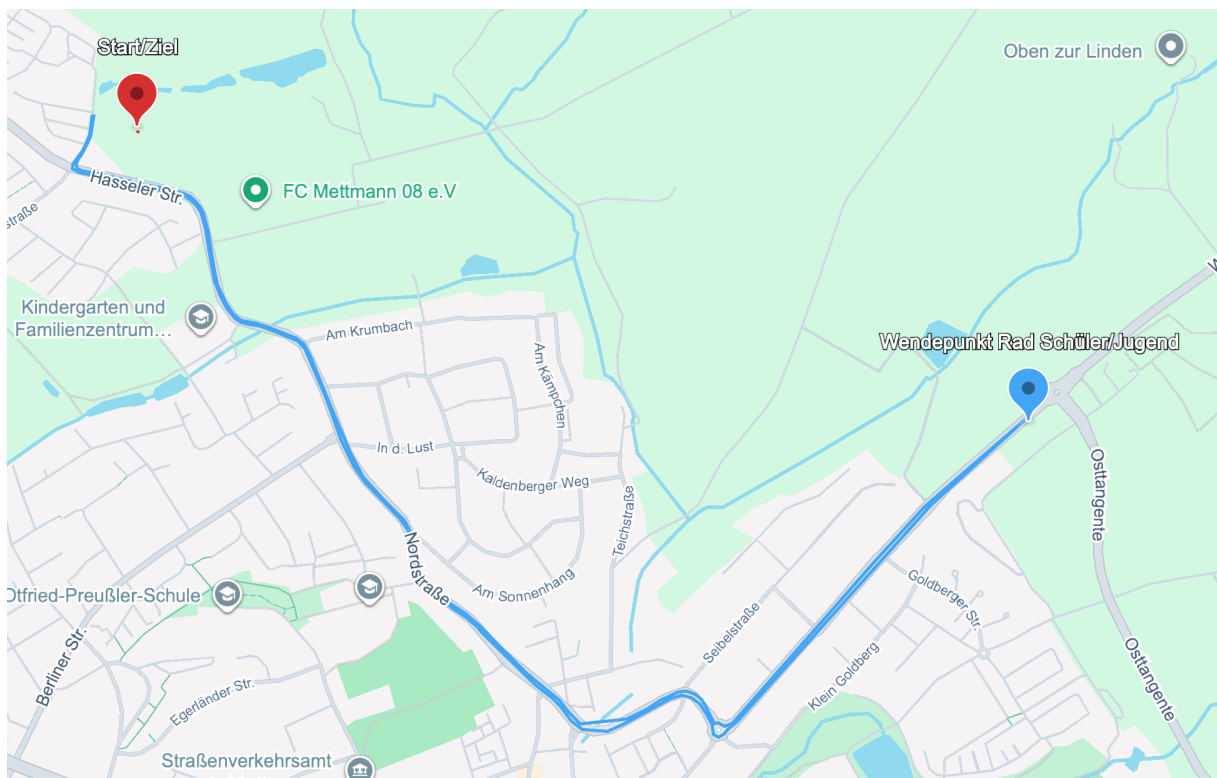 Start/Ziel
Oben zur Linden
Hasseler Str.
FC Mettmann 08 e.V
straße
W
Kindergarten und
Familienzentrum...
Am Krumbach
Wendepunkt Rad Schüler/Jugend
Am Kämpchen
In d. Lust
Kaldenberger Weg
Osttangente
Teichstraße
Nordstraße
Am Sonnenhang
Otfried-Preußler-Schule
Goldberger Str.
Seibelstraße
Berliner Str.
Klein Goldberg
Osttangente
Egerländer Str.
Straßenverkehrsamt